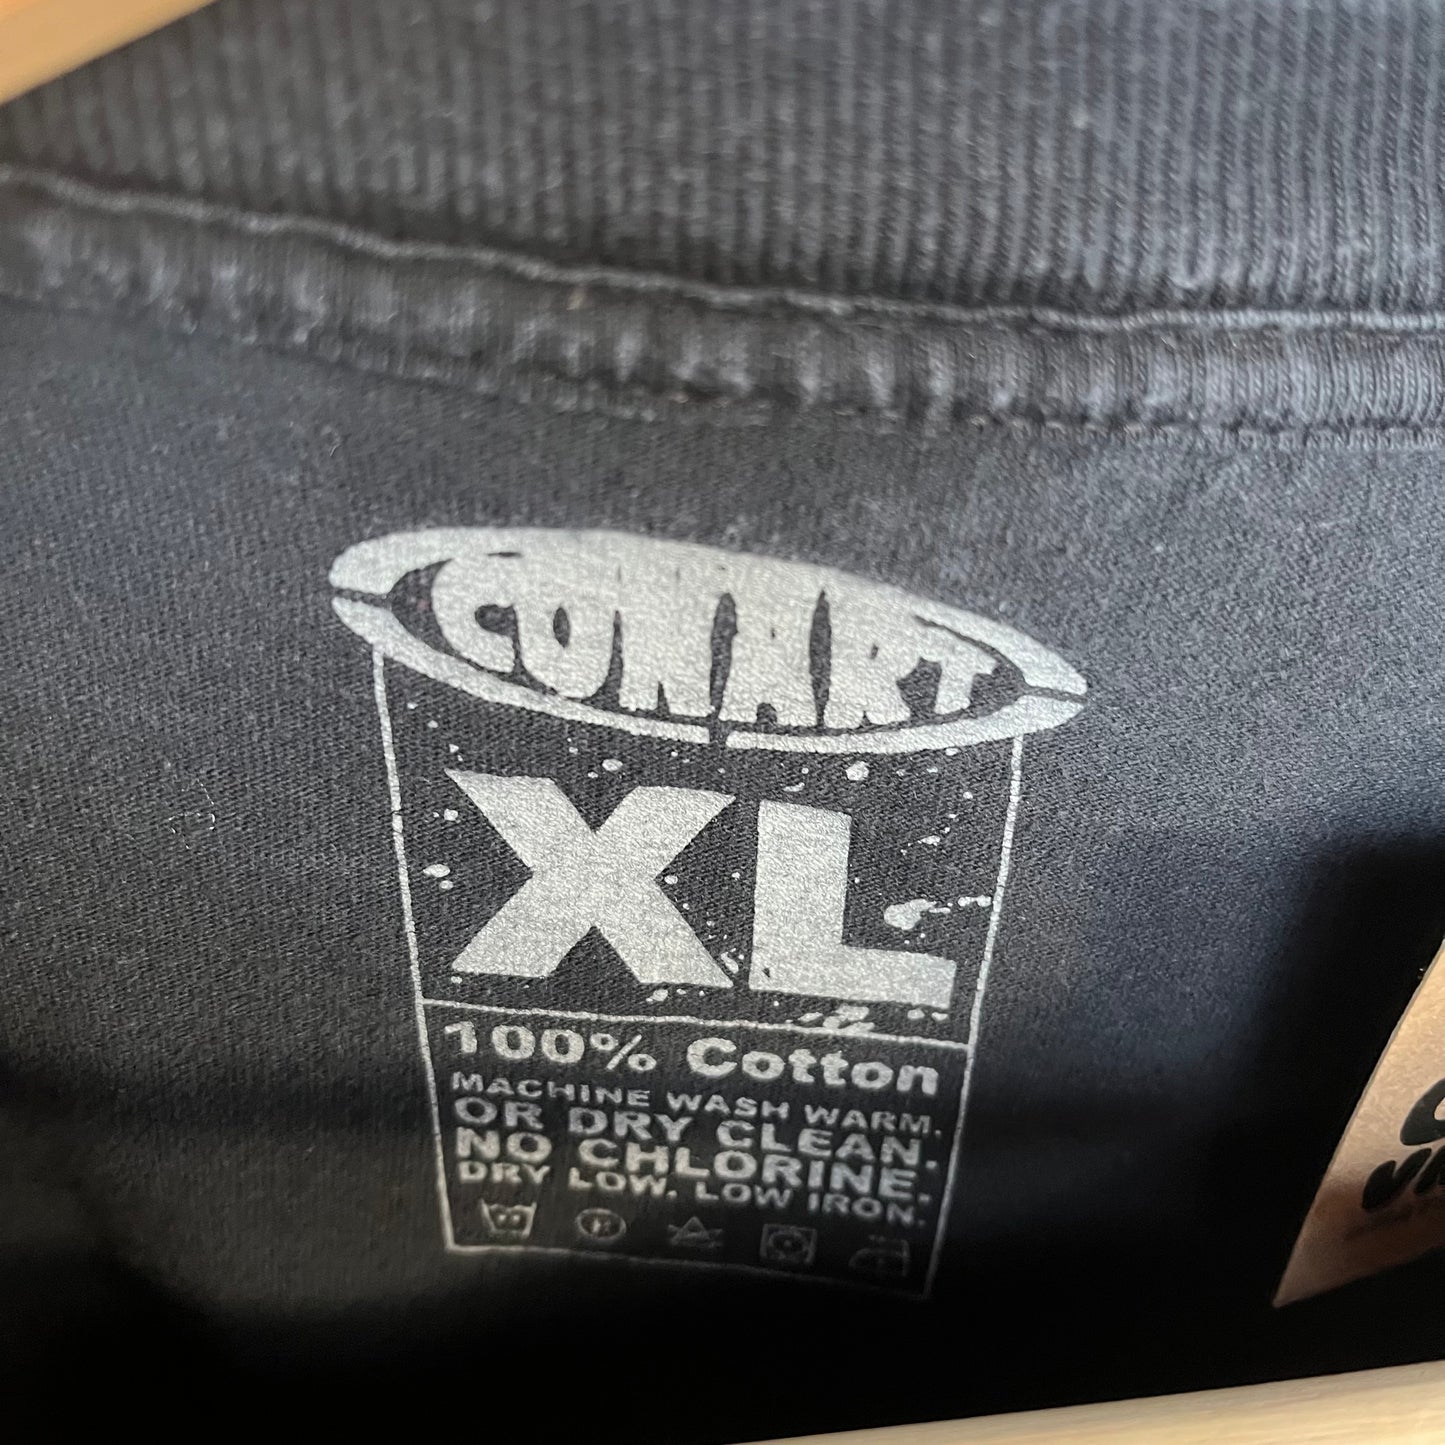 CONART
XL
100% Cotton
MACHINE WASH WARM.
OR DRY CLEAN.
NO CHLORINE.
DRY LOW. LOW IRON.